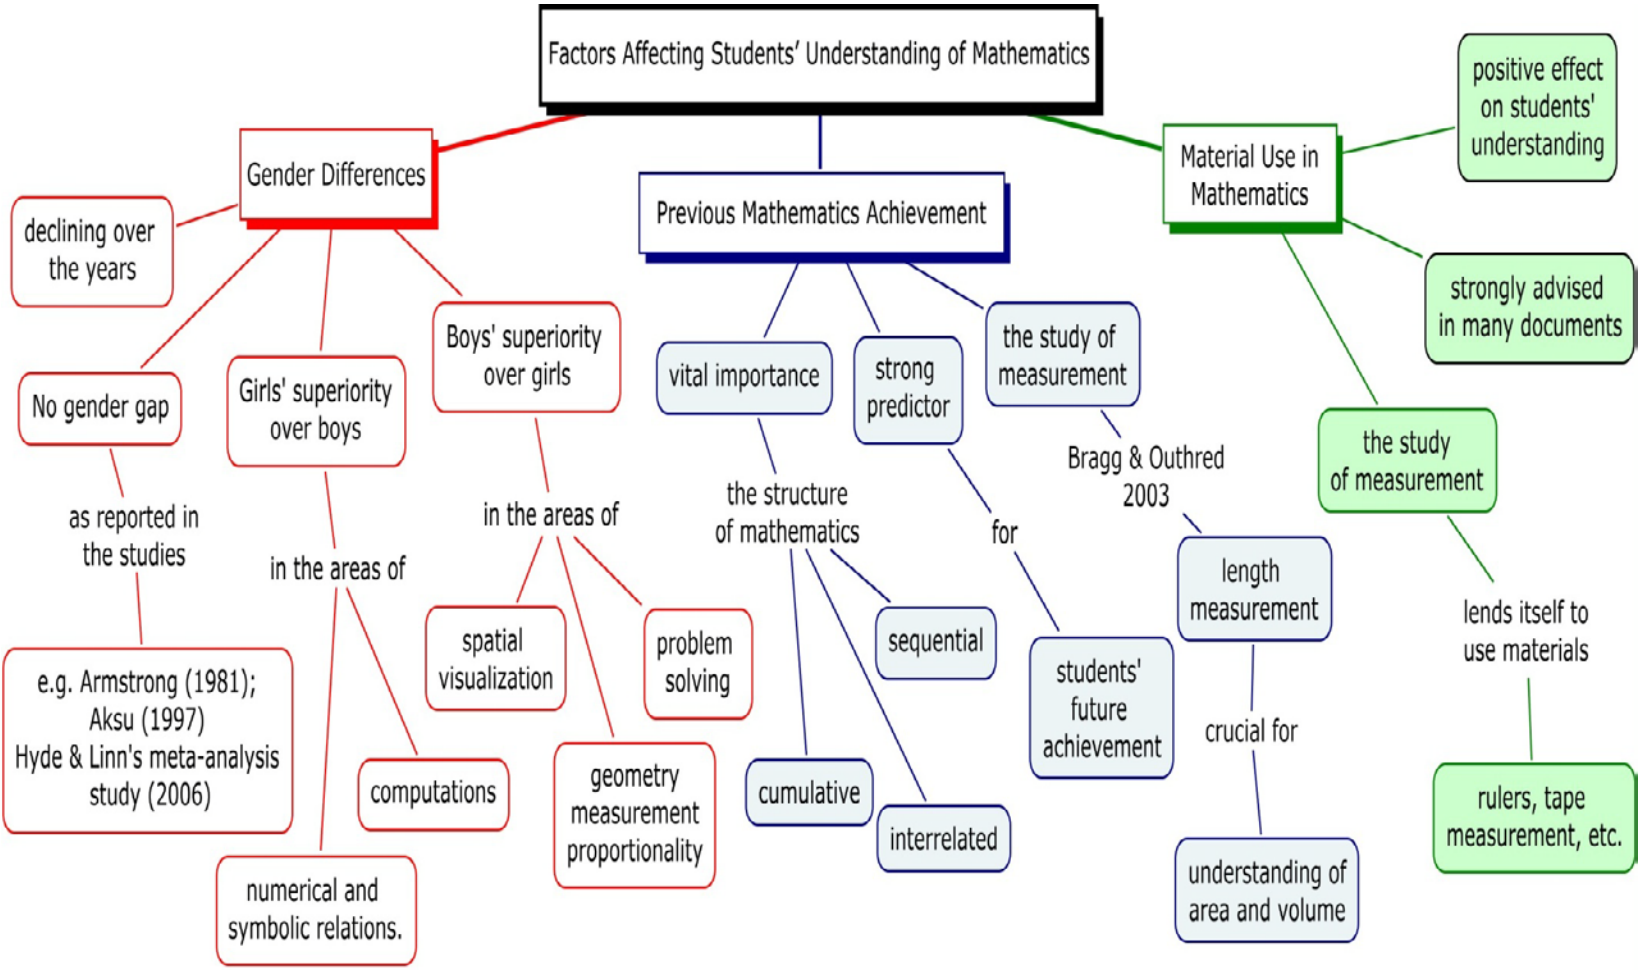 Factors Affecting Students' Understanding of Mathematics
Gender Differences
declining over
the years
No gender gap
as reported in
the studies
e.g. Armstrong (1981);
Aksu (1997)
Hyde & Linn's meta-analysis
study (2006)
Girls' superiority
over boys
in the areas of
numerical and
symbolic relations.
computations
Boys' superiority
over girls
in the areas of
spatial
visualization
geometry
measurement
proportionality
problem
solving
Previous Mathematics Achievement
vital importance
the structure
of mathematics
cumulative
interrelated
sequential
strong
predictor
for
students'
future
achievement
the study of
measurement
Bragg & Outhred
2003
length
measurement
crucial for
understanding of
area and volume
Material Use in
Mathematics
positive effect
on students'
understanding
strongly advised
in many documents
the study
of measurement
lends itself to
use materials
rulers, tape
measurement, etc.